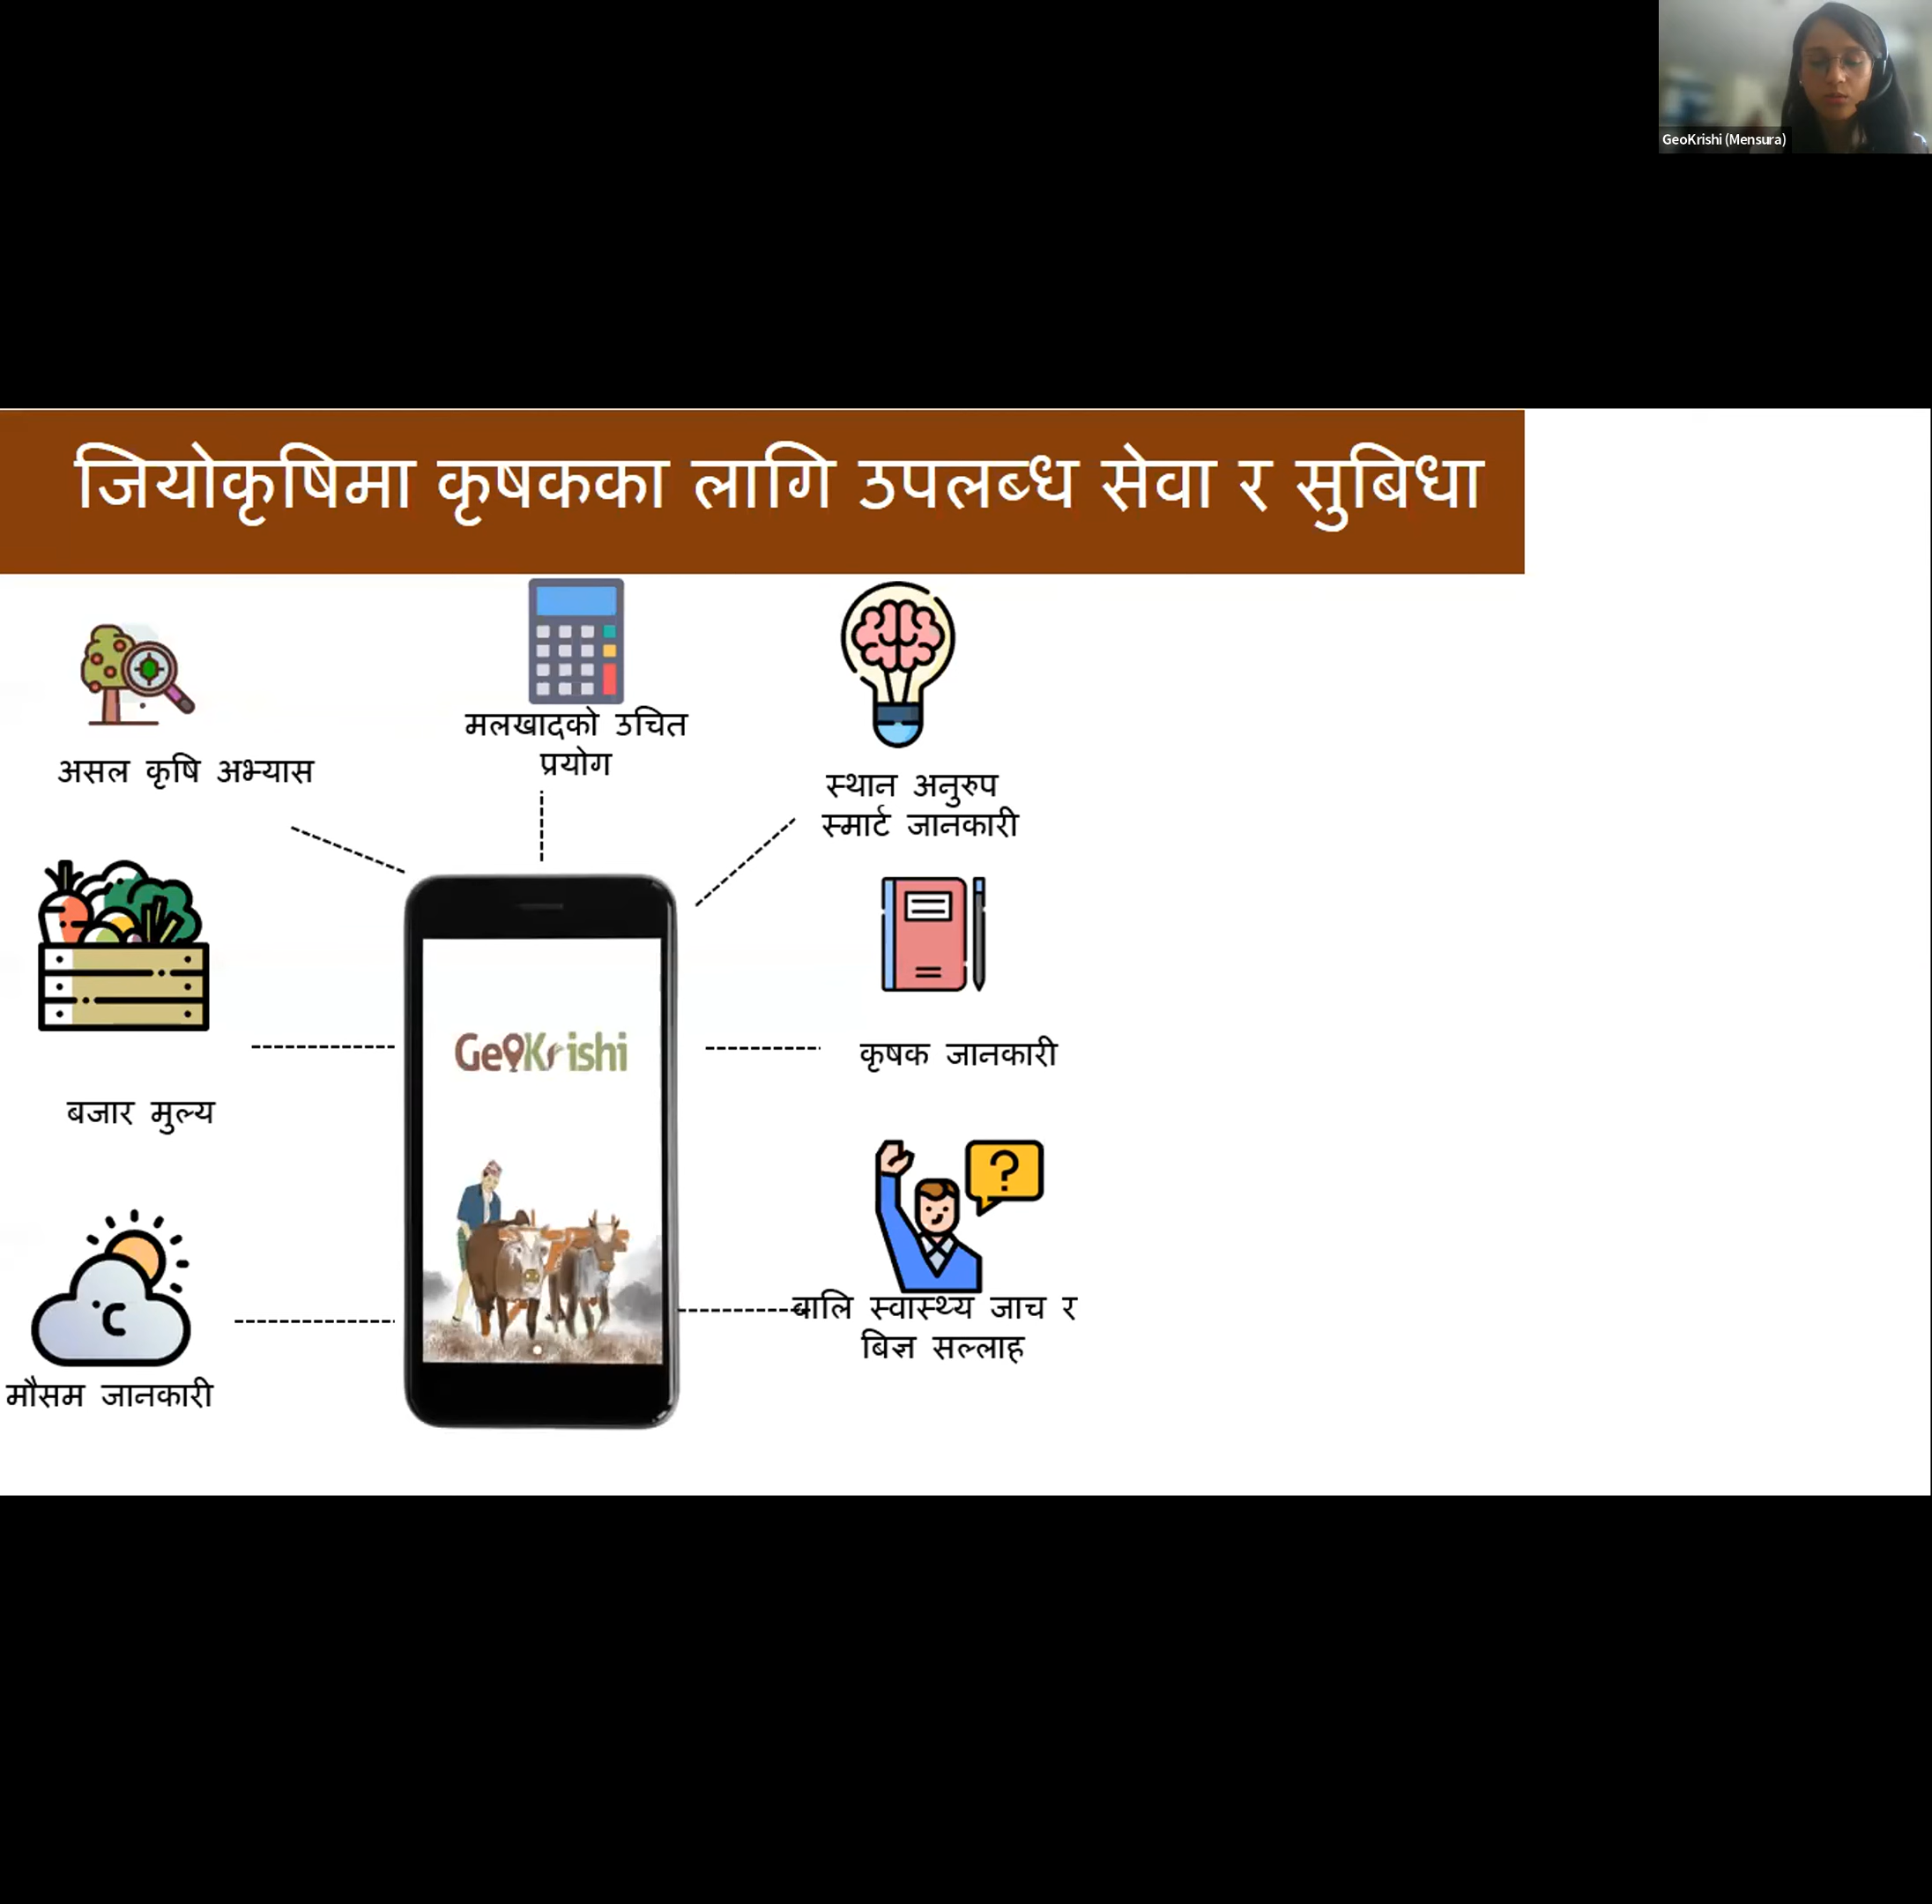 GeoKrishi (Mensura)
जियोकृषिमा कृषकका लागि उपलब्ध सेवा र सुबिधा
असल कृषि अभ्यास
मलखादको उचित
प्रयोग
स्थान अनुरुप
स्मार्ट जानकारी
बजार मुल्य
GeoKrishi
कृषक जानकारी
?
बालि स्वास्थ्य जाच र
बिज्ञ सल्लाह
°C
मौसम जानकारी